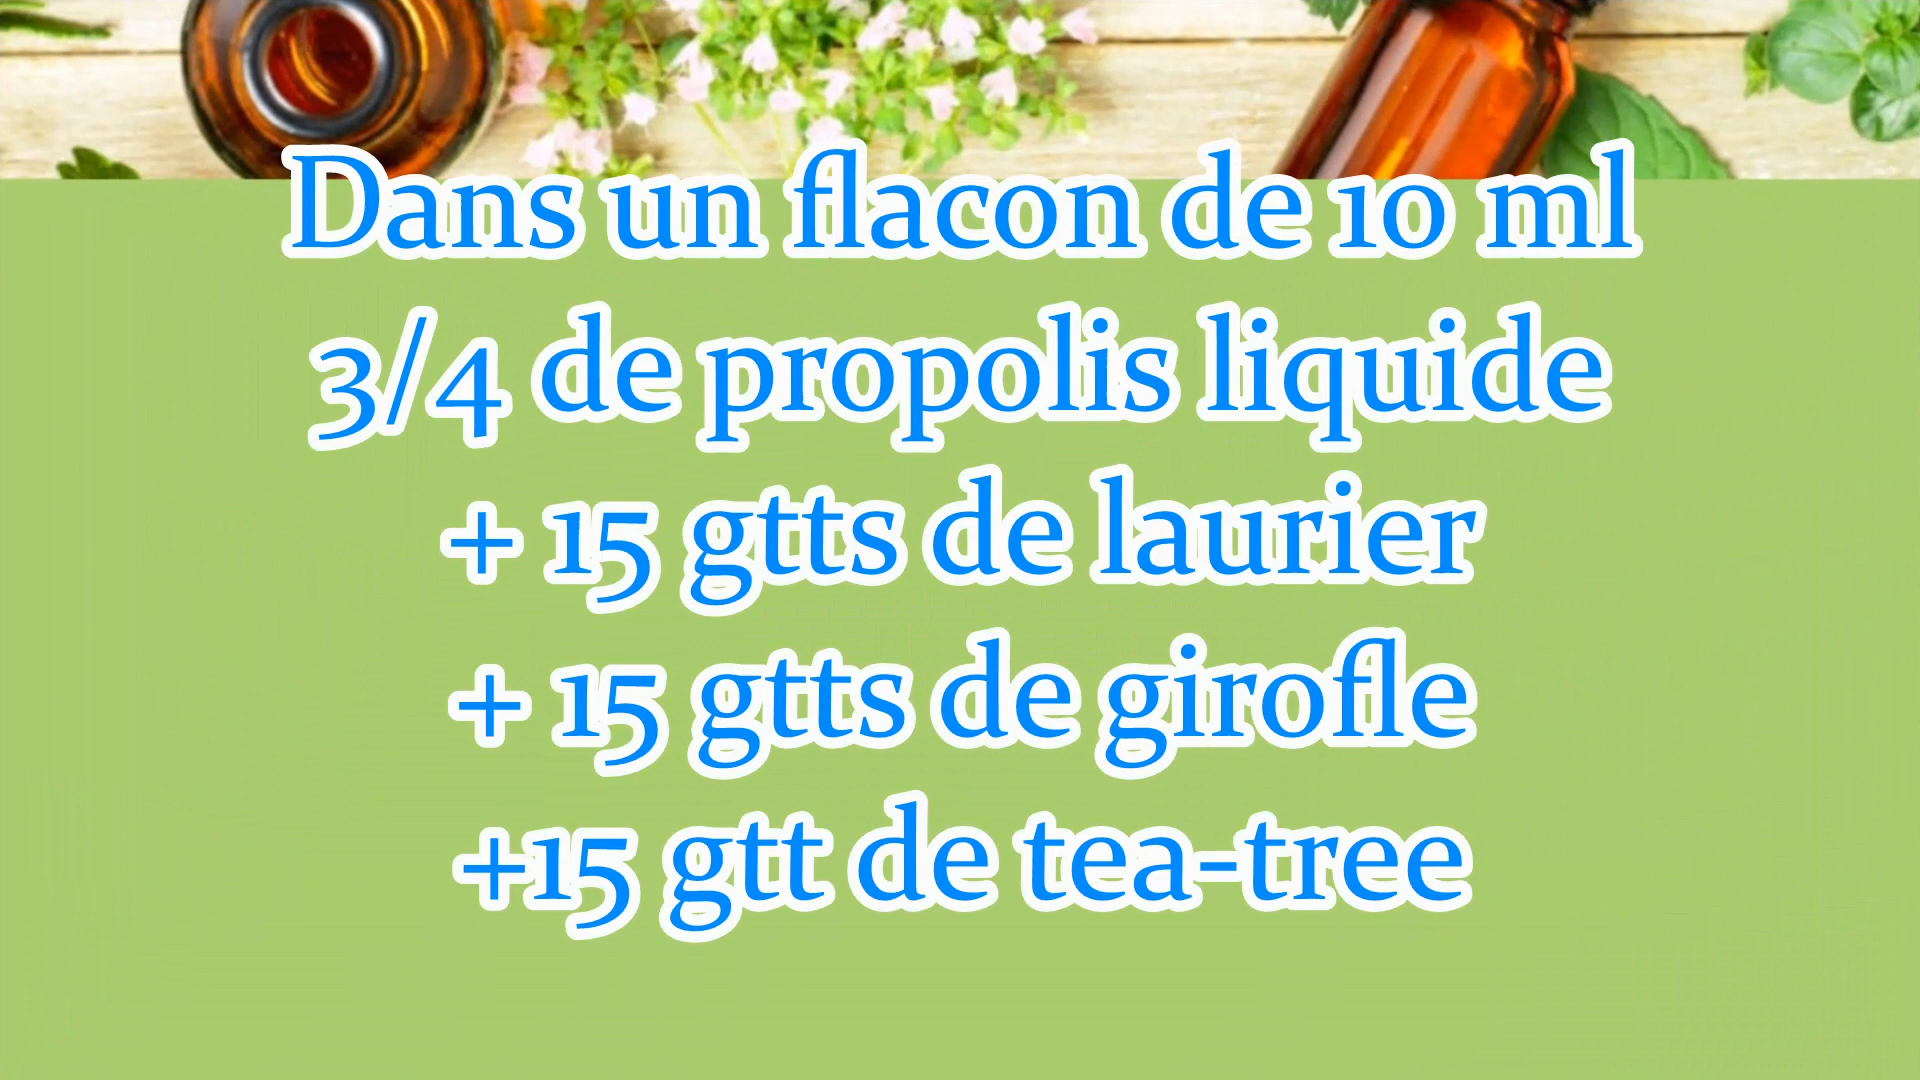 Dans un flacon de 10 ml
3/4 de propolis liquide
+ 15 gtts de laurier
+ 15 gtts de girofle
+15 gtt de tea-tree